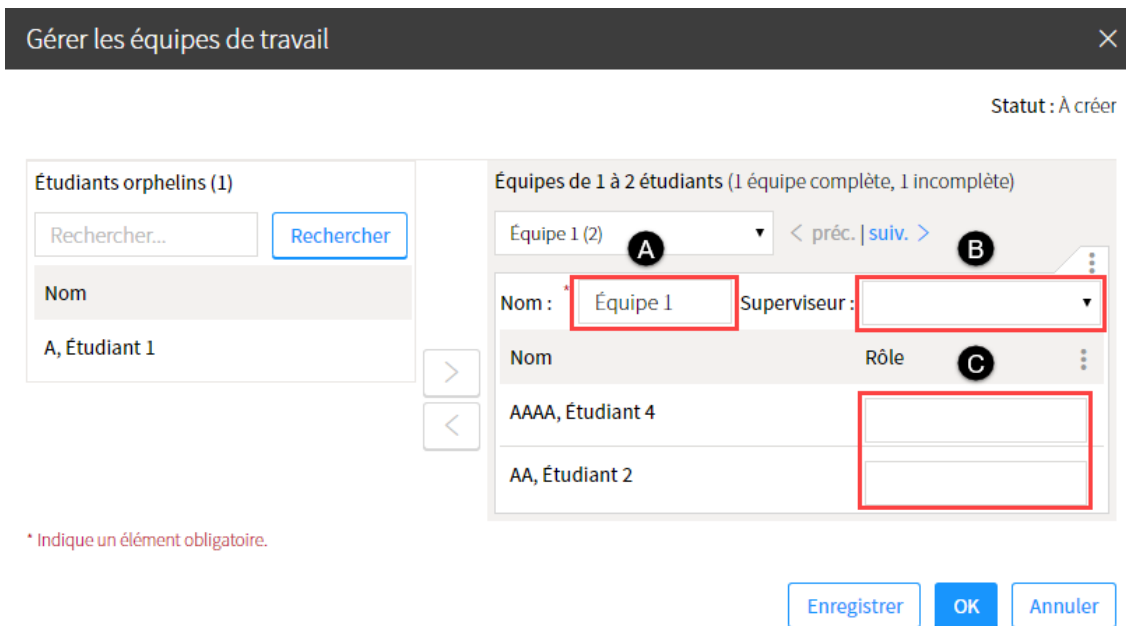 Gérer les équipes de travail
Statut : À créer
Étudiants orphelins (1)
Rechercher... Rechercher
Nom
A, Étudiant 1
Équipes de 1 à 2 étudiants (1 équipe complète, 1 incomplète)
Équipe 1 (2) < préc. | suiv. >
A B
Nom : * Équipe 1 Superviseur :
Nom Rôle C
AAAA, Étudiant 4
AA, Étudiant 2
* Indique un élément obligatoire.
Enregistrer OK Annuler